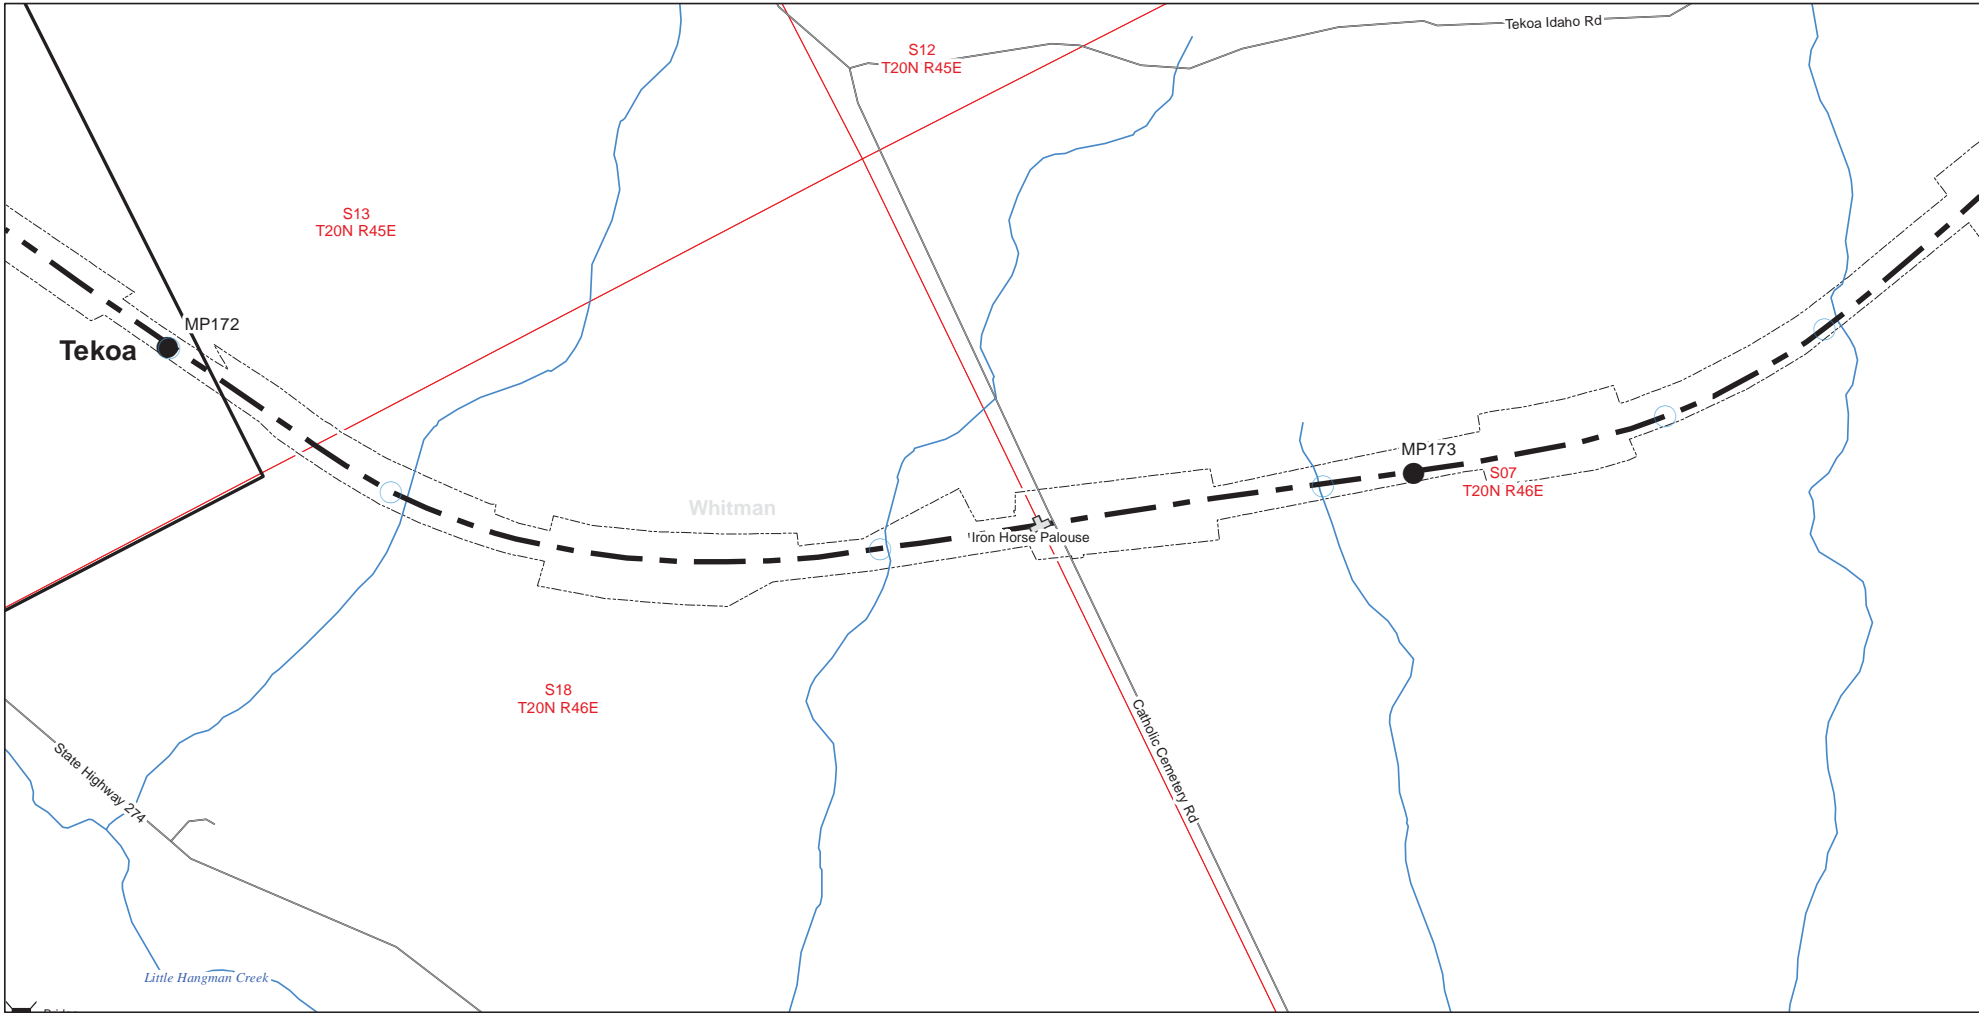 Tekoa Idaho Rd
S12
T20N R45E
S13
T20N R45E
MP172
Tekoa
MP173
S07
T20N R46E
Whitman
Iron Horse Palouse
S18
T20N R46E
Catholic Cemetery Rd
State Highway 274
Little Hangman Creek